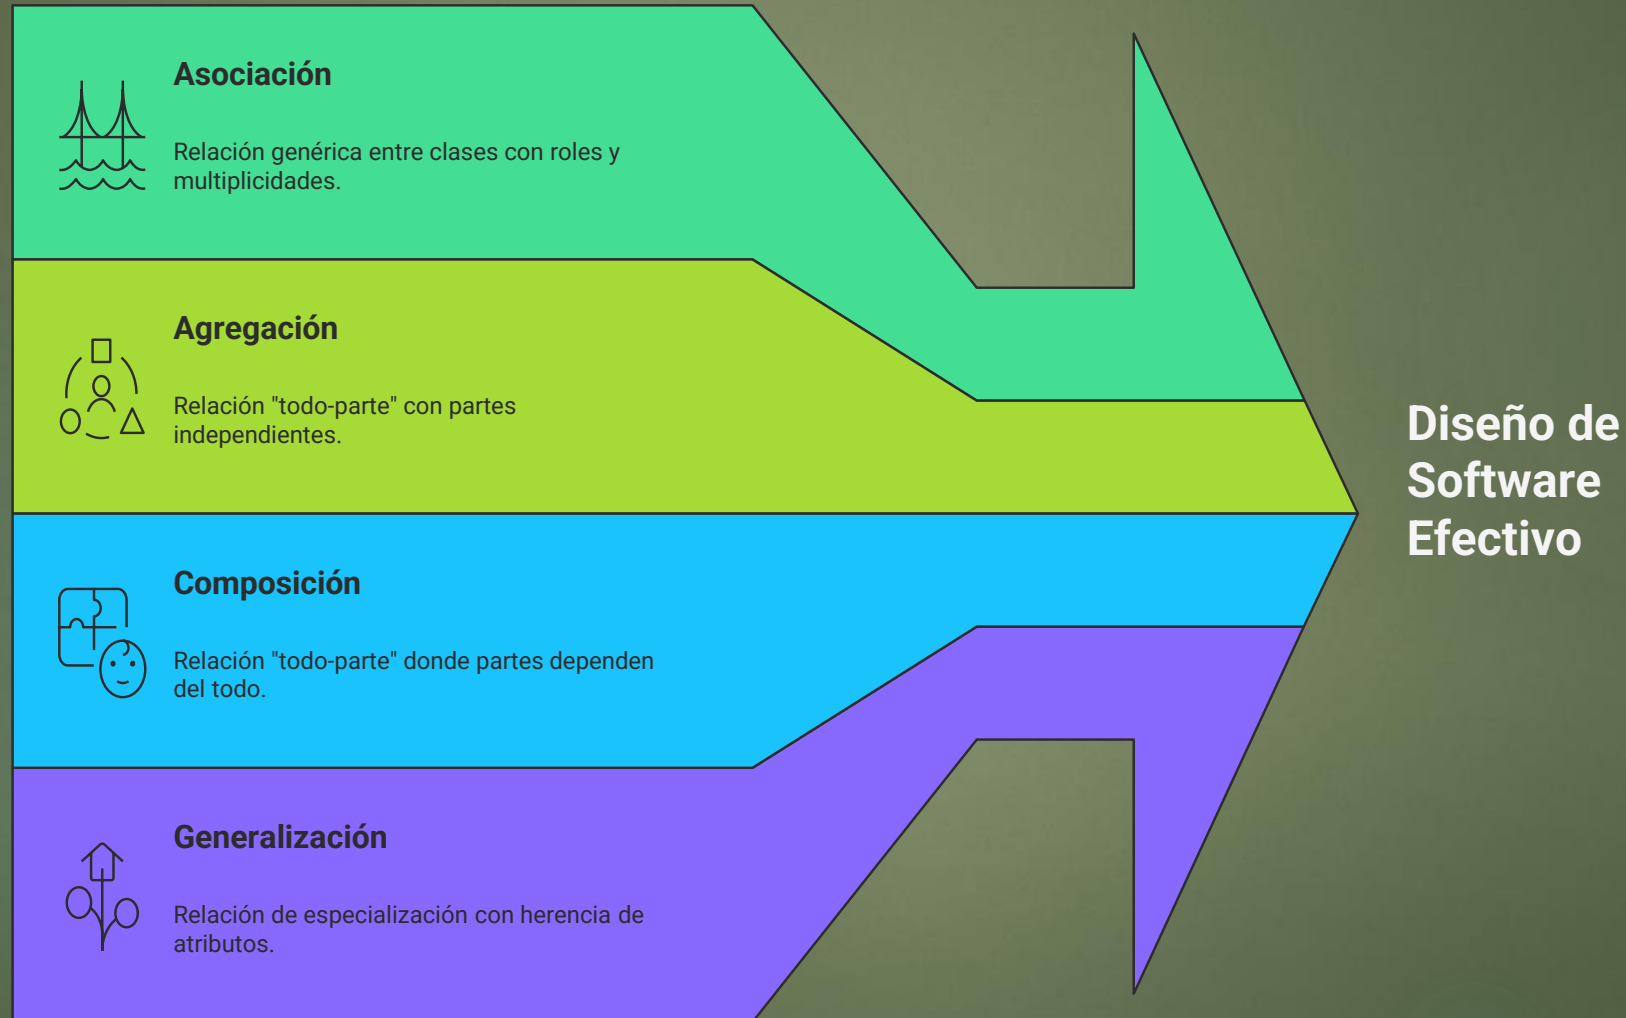 Asociación
Relación genérica entre clases con roles y
multiplicidades.
Agregación
Relación "todo-parte" con partes
independientes.
Composición
Relación "todo-parte" donde partes dependen
del todo.
Generalización
Relación de especialización con herencia de
atributos.
Diseño de
Software
Efectivo